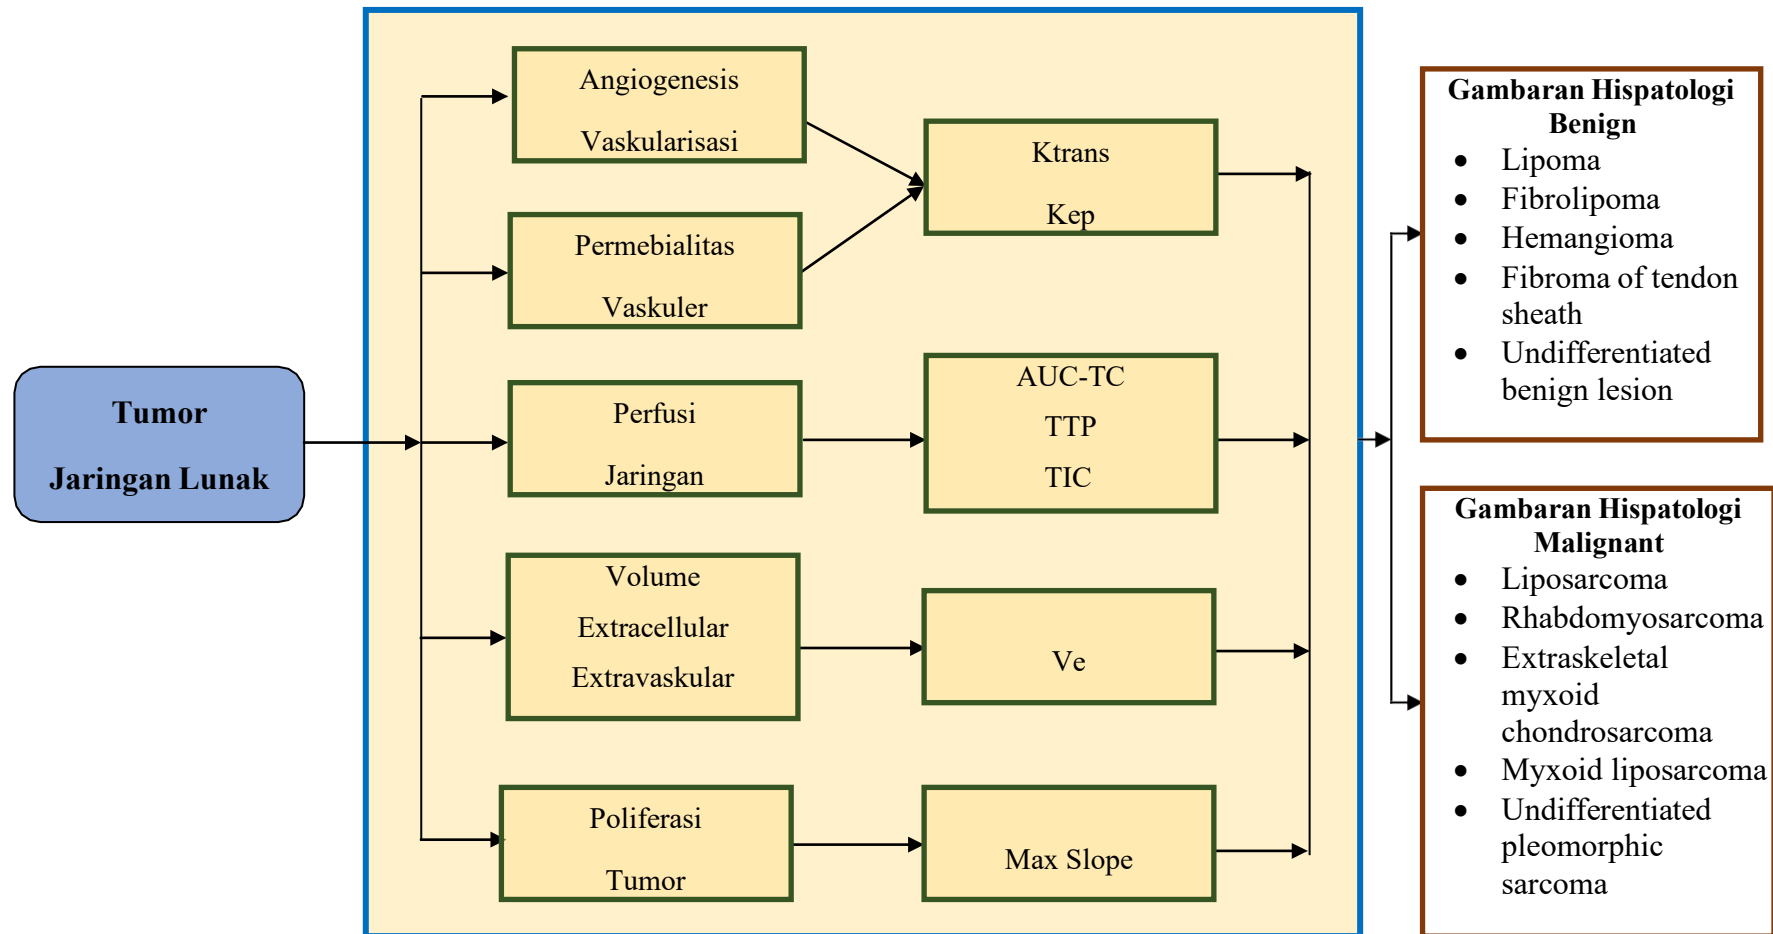 Tumor
Jaringan Lunak
Angiogenesis
Vaskularisasi
Permebialitas
Vaskuler
Perfusi
Jaringan
Volume
Extracellular
Extravaskular
Poliferasi
Tumor
Ktrans
Kep
AUC-TC
TTP
TIC
Ve
Max Slope
Gambaran Hispatologi
Benign
• Lipoma
• Fibrolipoma
• Hemangioma
• Fibroma of tendon
sheath
• Undifferentiated
benign lesion
Gambaran Hispatologi
Malignant
• Liposarcoma
• Rhabdomyosarcoma
• Extraskeletal
myxoid
chondrosarcoma
• Myxoid liposarcoma
• Undifferentiated
pleomorphic
sarcoma